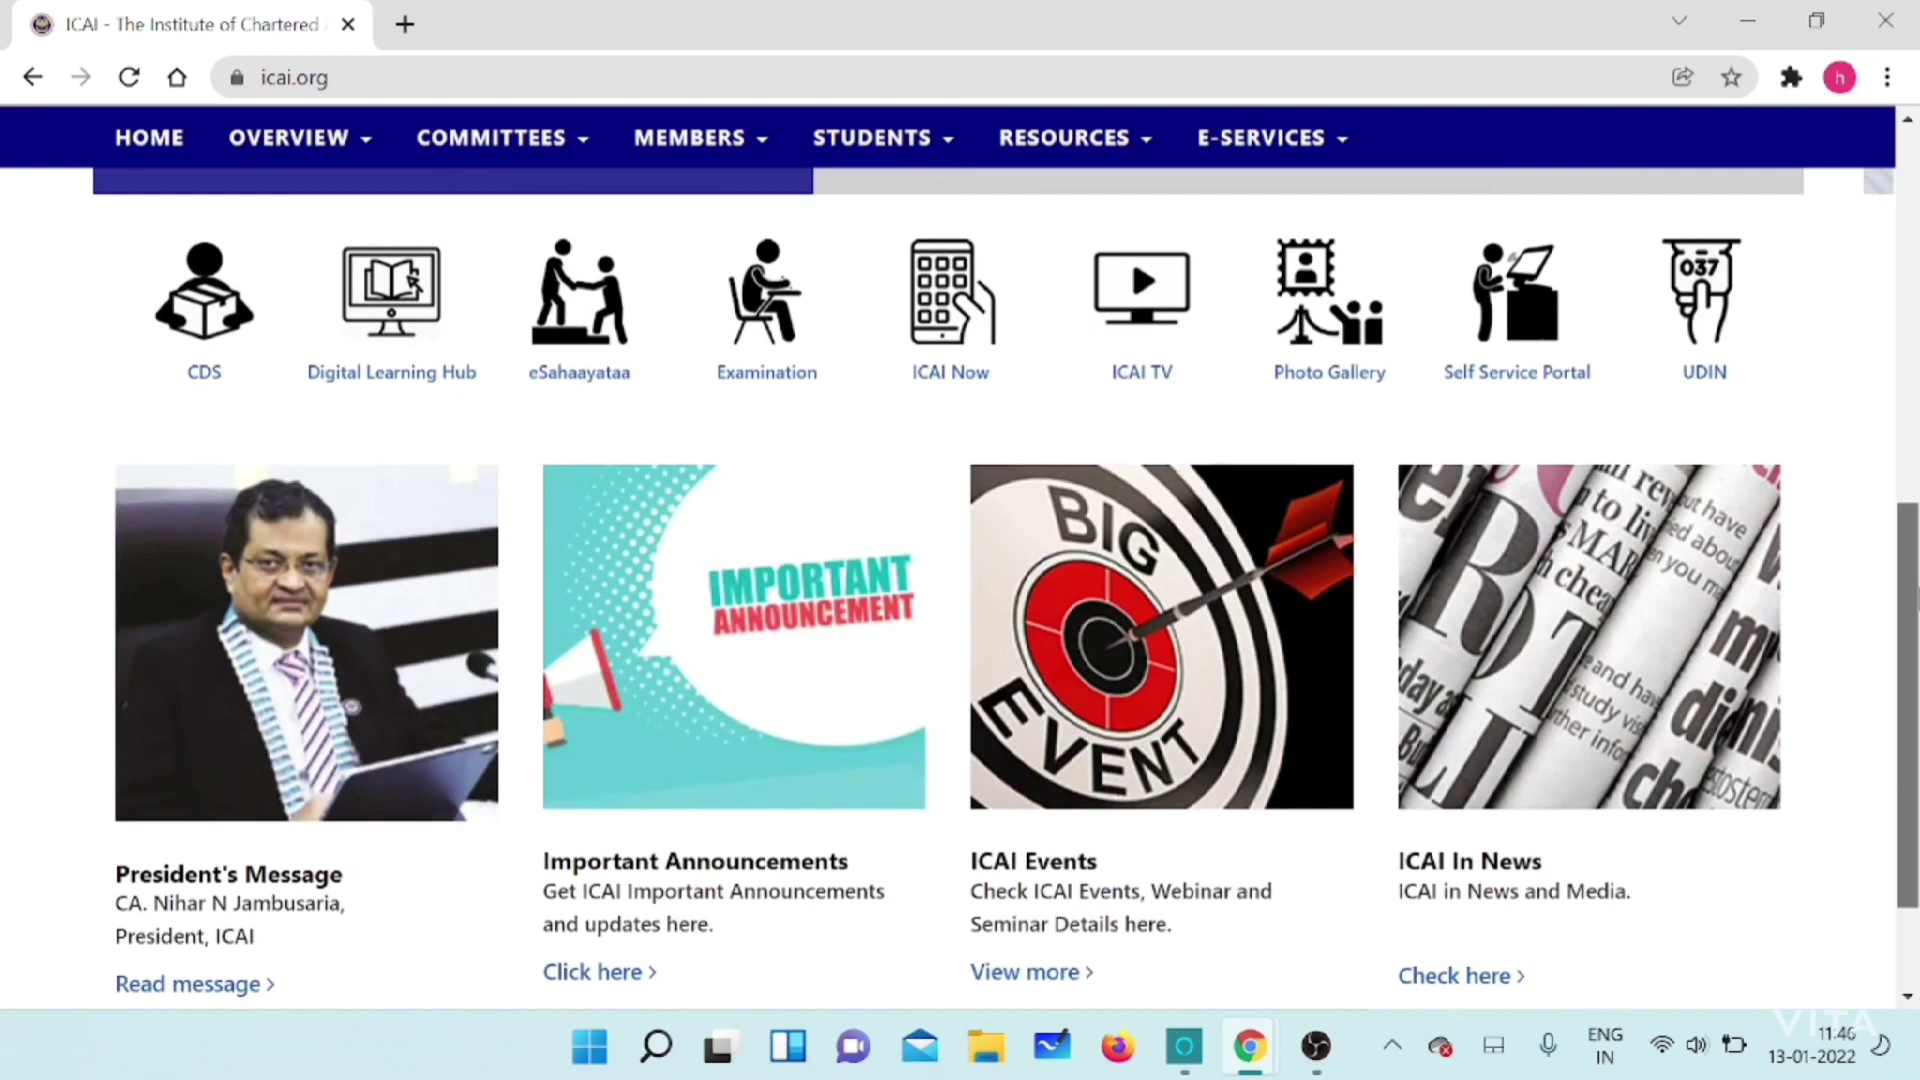 ICAI - The Institute of Chartered
icai.org
h
HOME OVERVIEW COMMITTEES MEMBERS STUDENTS RESOURCES E-SERVICES
037
CDS Digital Learning Hub eSahaayataa Examination ICAI Now ICAI TV Photo Gallery Self Service Portal UDIN
IMPORTANT
ANNOUNCEMENT
BIG
EVENT
President's Message
CA. Nihar N Jambusaria,
President, ICAI
Read message >
Important Announcements
Get ICAI Important Announcements
and updates here.
Click here >
ICAI Events
Check ICAI Events, Webinar and
Seminar Details here.
View more >
ICAI In News
ICAI in News and Media.
Check here >
VITA
ENG
IN
11:46
13-01-2022